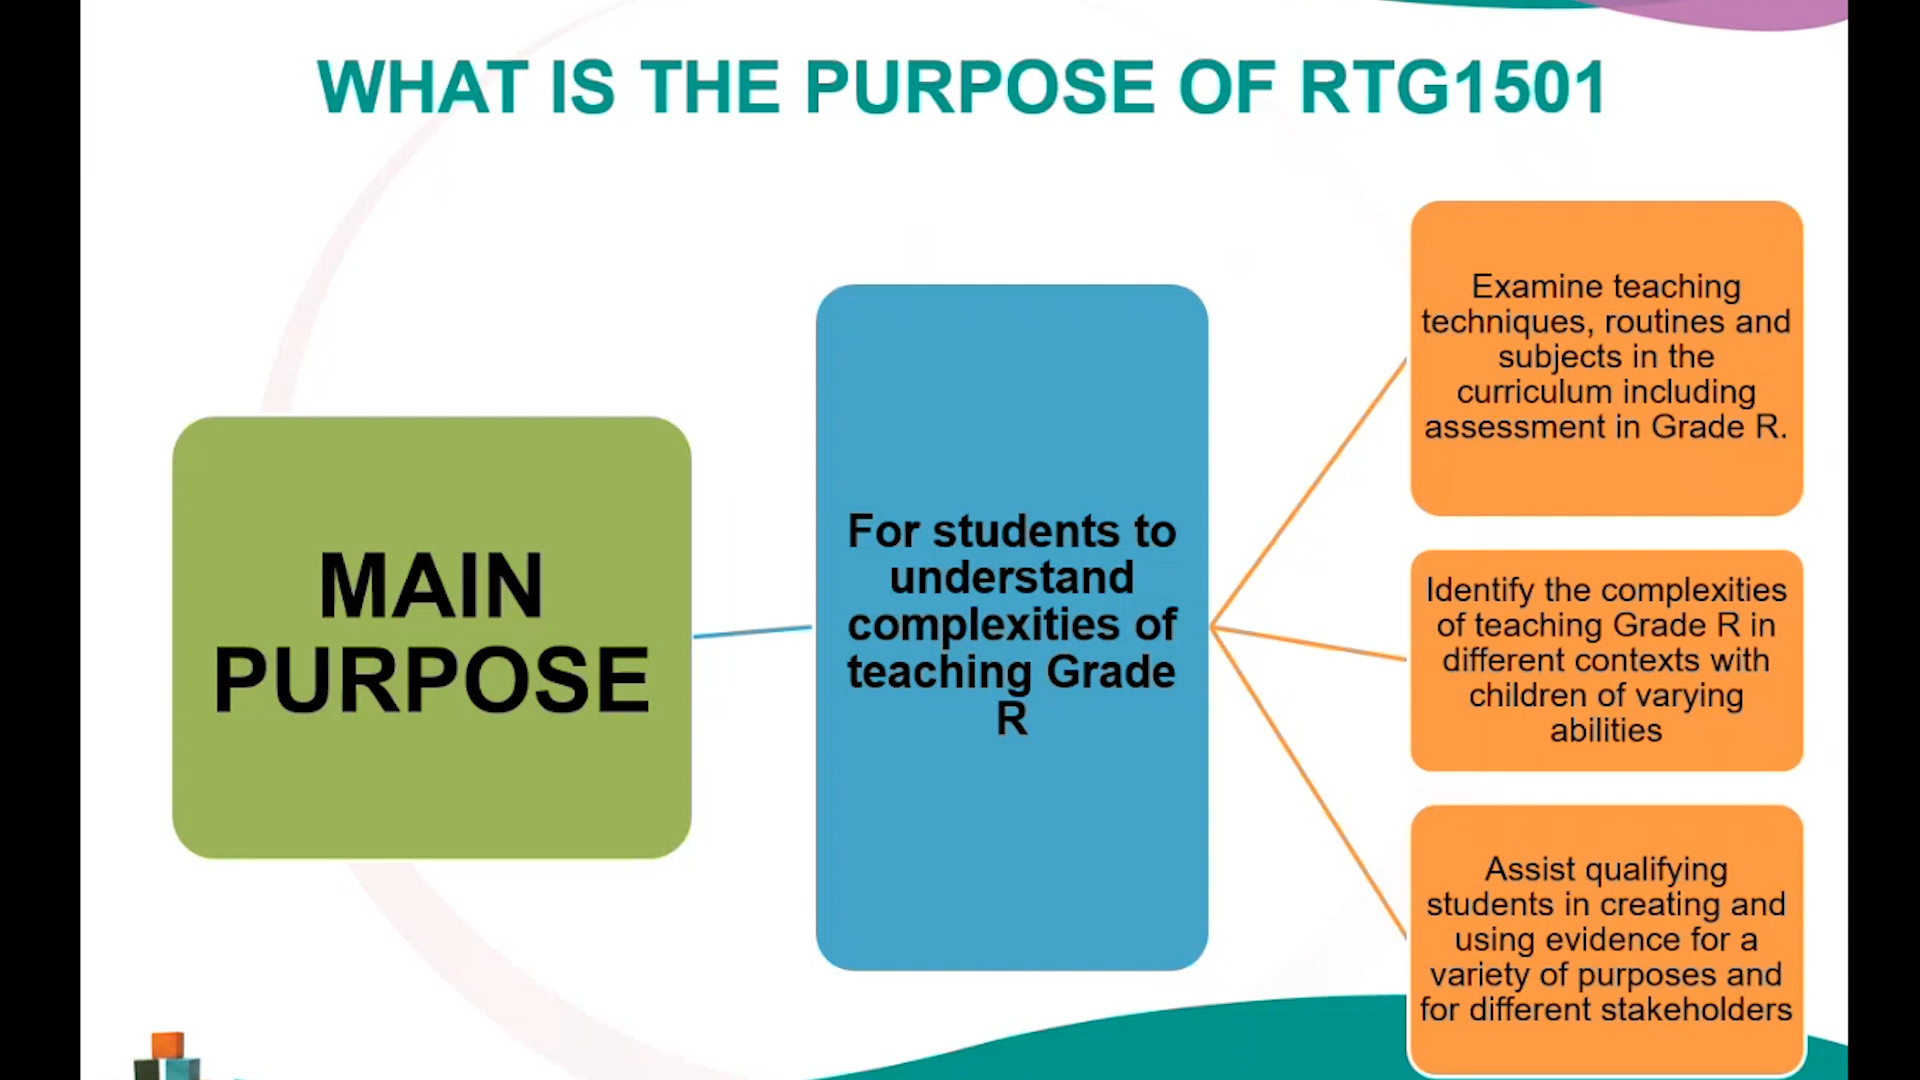 WHAT IS THE PURPOSE OF RTG1501
MAIN
PURPOSE
For students to
understand
complexities of
teaching Grade
R
Examine teaching
techniques, routines and
subjects in the
curriculum including
assessment in Grade R.
Identify the complexities
of teaching Grade R in
different contexts with
children of varying
abilities
Assist qualifying
students in creating and
using evidence for a
variety of purposes and
for different stakeholders